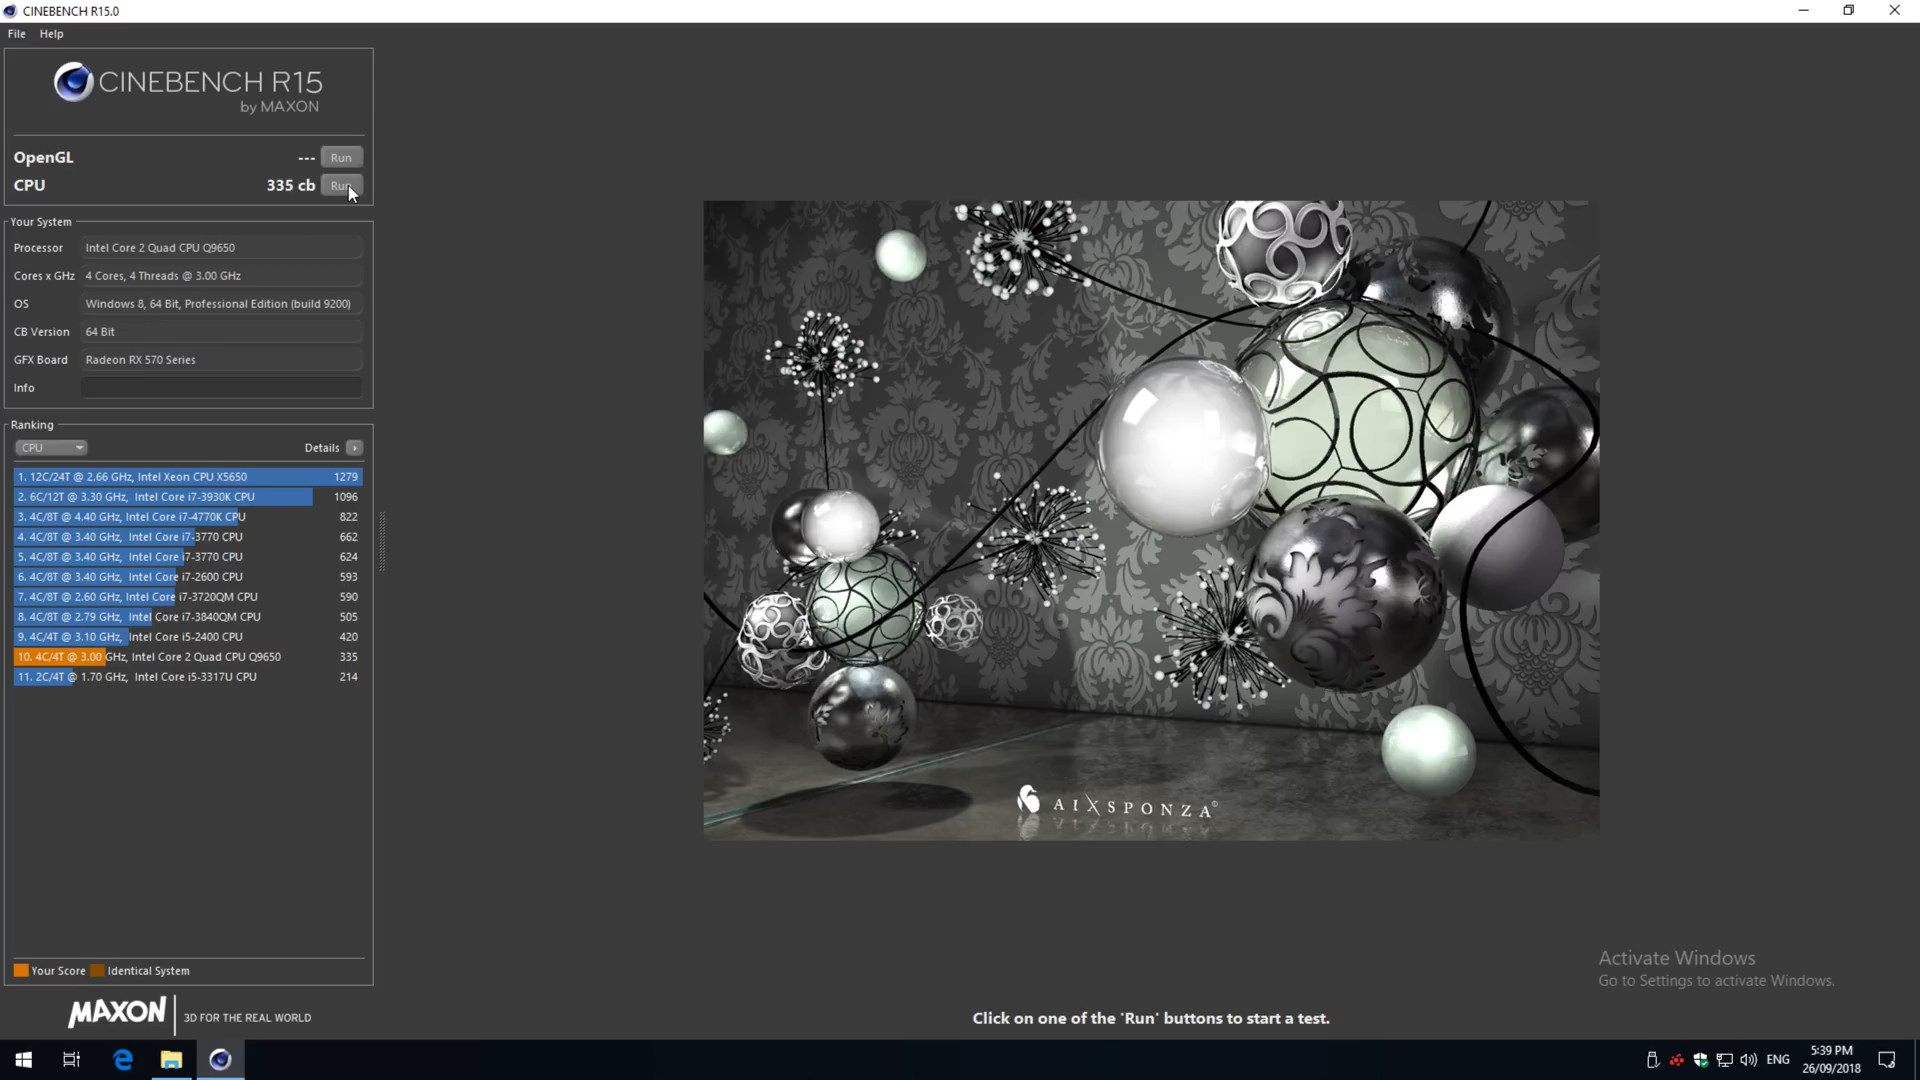 CINEBENCH R15.0
File Help
CINEBENCH R15
by MAXON
OpenGL --- Run
CPU 335 cb Run
Your System
Processor Intel Core 2 Quad CPU Q9650
Cores x GHz 4 Cores, 4 Threads @ 3.00 GHz
OS Windows 8, 64 Bit, Professional Edition (build 9200)
CB Version 64 Bit
GFX Board Radeon RX 570 Series
Info
Ranking
CPU Details
1. 12C/24T @ 2.66 GHz, Intel Xeon CPU X5650 1279
2. 6C/12T @ 3.30 GHz, Intel Core i7-3930K CPU 1096
3. 4C/8T @ 4.40 GHz, Intel Core i7-4770K CPU 822
4. 4C/8T @ 3.40 GHz, Intel Core i7-3770 CPU 662
5. 4C/8T @ 3.40 GHz, Intel Core i7-3770 CPU 624
6. 4C/8T @ 3.40 GHz, Intel Core i7-2600 CPU 593
7. 4C/8T @ 2.60 GHz, Intel Core i7-3720QM CPU 590
8. 4C/8T @ 2.79 GHz, Intel Core i7-3840QM CPU 505
9. 4C/4T @ 3.10 GHz, Intel Core i5-2400 CPU 420
10. 4C/4T @ 3.00 GHz, Intel Core 2 Quad CPU Q9650 335
11. 2C/4T @ 1.70 GHz, Intel Core i5-3317U CPU 214
AIXSPONZA©
Your Score Identical System
Activate Windows
Go to Settings to activate Windows.
MAXON 3D FOR THE REAL WORLD
Click on one of the 'Run' buttons to start a test.
ENG
5:39 PM
26/09/2018